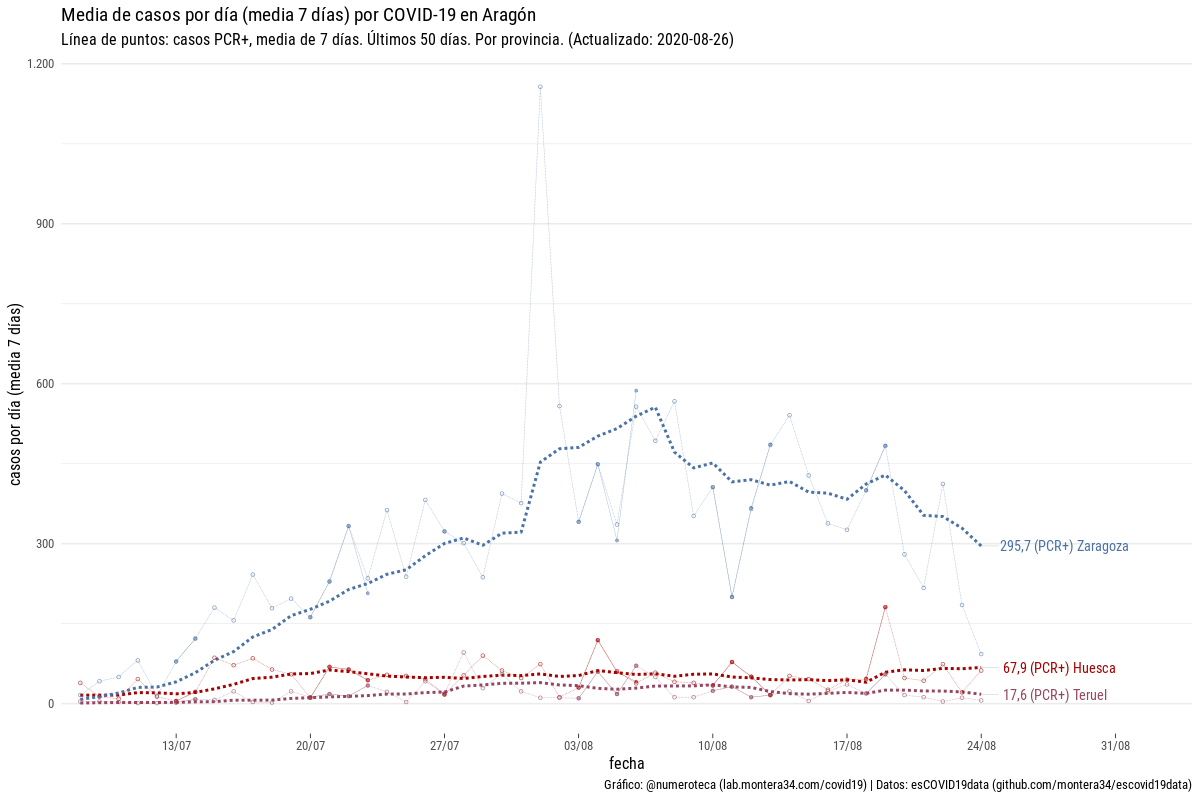 Media de casos por día (media 7 días) por COVID-19 en Aragón
Línea de puntos: casos PCR+, media de 7 días. Últimos 50 días. Por provincia. (Actualizado: 2020-08-26)
casos por día (media 7 días)
1.200
900
600
300
0
295,7 (PCR+) Zaragoza
67,9 (PCR+) Huesca
17,6 (PCR+) Teruel
13/07 20/07 27/07 03/08 10/08 17/08 24/08 31/08
fecha
Gráfico: @numeroteca (lab.montera34.com/covid19) | Datos: esCOVID19data (github.com/montera34/escovid19data)